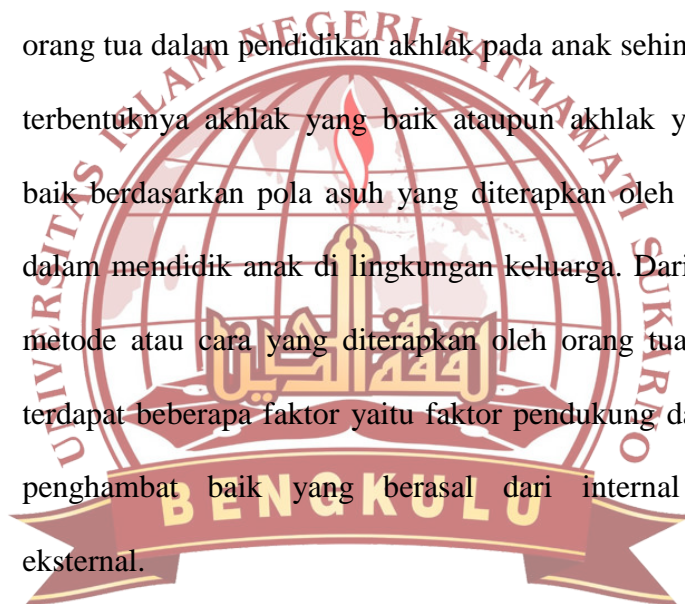 orang tua dalam pendidikan akhlak pada anak sehin
terbentuknya akhlak yang baik ataupun akhlak y
baik berdasarkan pola asuh yang diterapkan oleh
dalam mendidik anak di lingkungan keluarga. Dari
metode atau cara yang diterapkan oleh orang tua
terdapat beberapa faktor yaitu faktor pendukung da
penghambat baik yang berasal dari internal
eksternal.
UNIVERSITAS ISLAM NEGERI FATMAWATI SUKARNO
BENGKULU